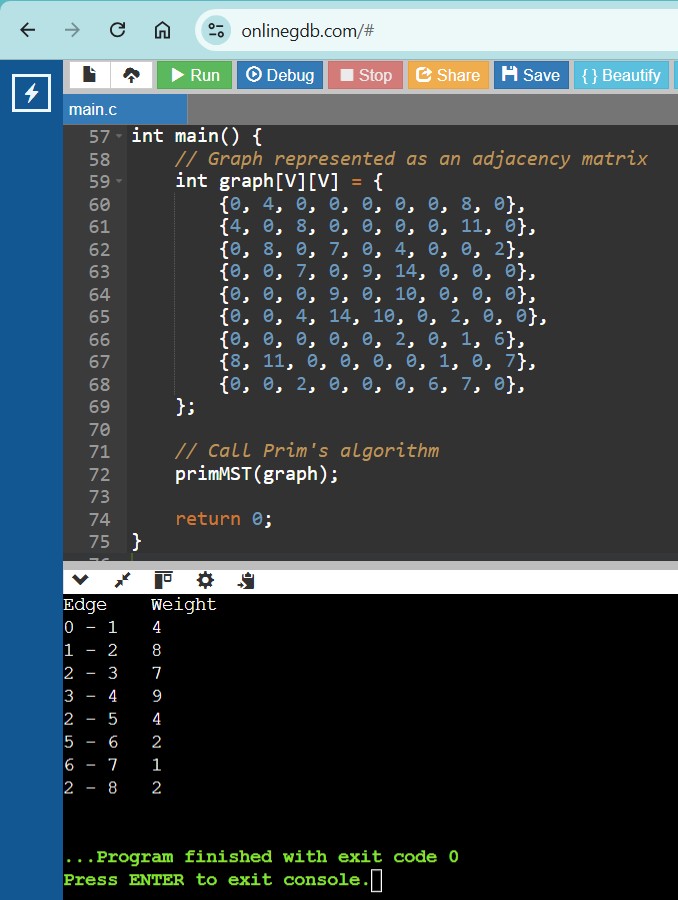 onlinegdb.com/#
Run Debug Stop Share Save {} Beautify
main.c
57 int main() {
58 // Graph represented as an adjacency matrix
59 int graph[V][V] = {
60 {0, 4, 0, 0, 0, 0, 0, 8, 0},
61 {4, 0, 8, 0, 0, 0, 0, 11, 0},
62 {0, 8, 0, 7, 0, 4, 0, 0, 2},
63 {0, 0, 7, 0, 9, 14, 0, 0, 0},
64 {0, 0, 0, 9, 0, 10, 0, 0, 0},
65 {0, 0, 4, 14, 10, 0, 2, 0, 0},
66 {0, 0, 0, 0, 0, 2, 0, 1, 6},
67 {8, 11, 0, 0, 0, 0, 1, 0, 7},
68 {0, 0, 2, 0, 0, 0, 6, 7, 0},
69 };
70
71 // Call Prim's algorithm
72 primMST(graph);
73
74 return 0;
75 }
Edge Weight
0 - 1 4
1 - 2 8
2 - 3 7
3 - 4 9
2 - 5 4
5 - 6 2
6 - 7 1
2 - 8 2
...Program finished with exit code 0
Press ENTER to exit console.